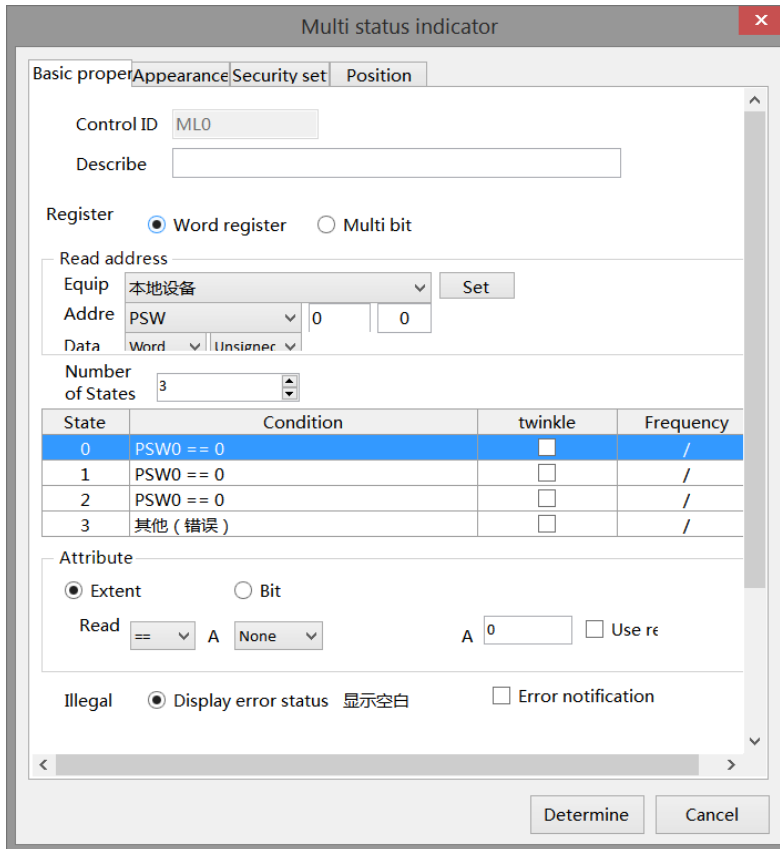 Multi status indicator
Basic proper Appearance Security set Position
Control ID ML0
Describe
Register Word register Multi bit
Read address
Equip 本地设备 Set
Addre PSW 0 0
Data Word Unsigned
Number
of States 3
State Condition twinkle Frequency
0 PSW0 == 0 /
1 PSW0 == 0 /
2 PSW0 == 0 /
3 其他（错误） /
Attribute
Extent Bit
Read == A None A 0 Use re
Illegal Display error status 显示空白 Error notification
Determine Cancel